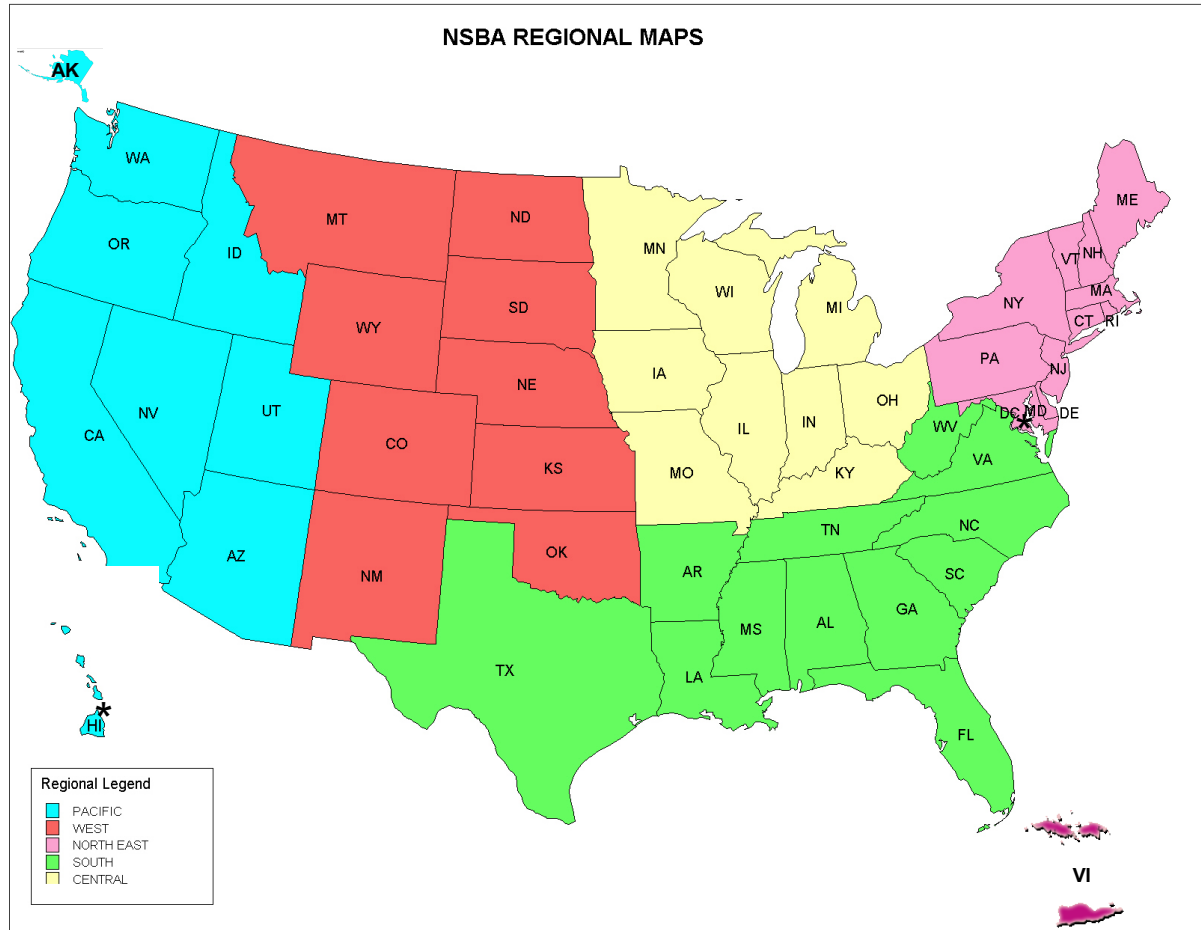 NSBA REGIONAL MAPS
AK
WA
MT
ND
MN
ME
OR
ID
VT
NH
WI
MI
MA
NY
SD
CT
RI
WY
PA
NJ
IA
NE
OH
UT
NV
IL
IN
DC
MD
DE
CA
CO
WV
KS
MO
KY
VA
TN
NC
AZ
OK
AR
NM
SC
GA
MS
AL
TX
LA
*
HI
FL
*
Regional Legend
PACIFIC
WEST
NORTH EAST
SOUTH
CENTRAL
VI